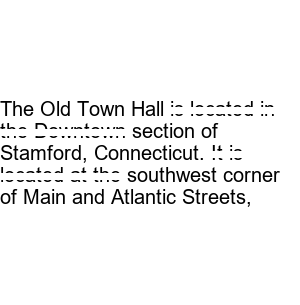 The Old Town Hall is located in
the Downtown section of
Stamford, Connecticut. It is
located at the southwest corner
of Main and Atlantic Streets,